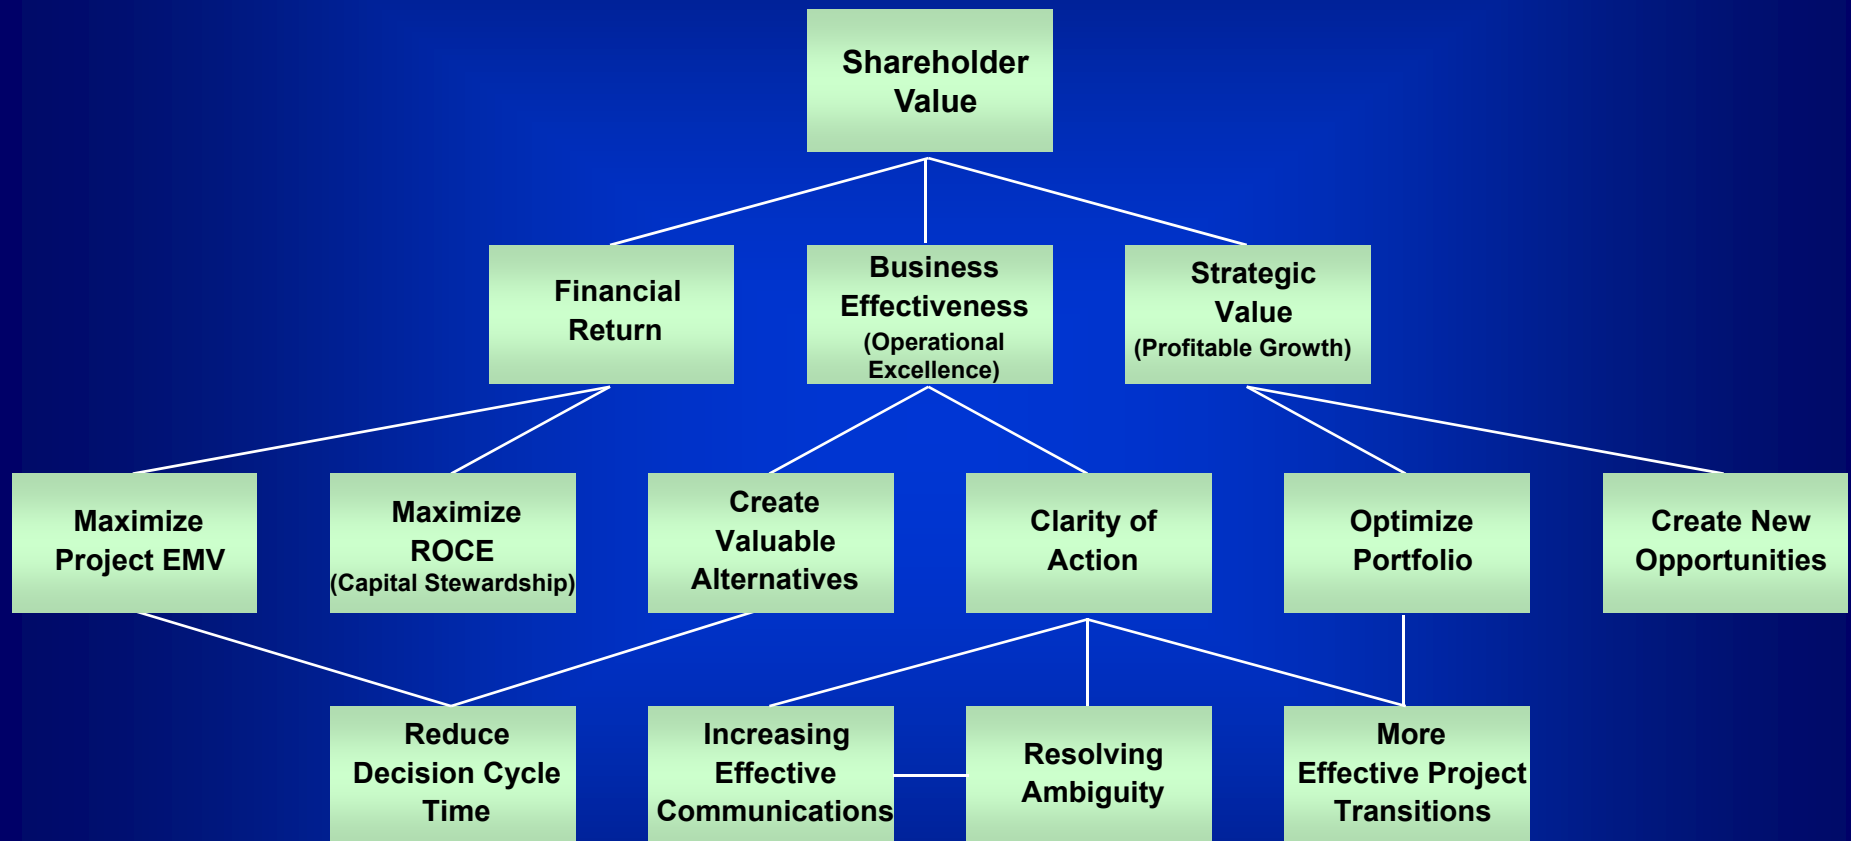 Shareholder
Value
Financial
Return
Business
Effectiveness
(Operational
Excellence)
Strategic
Value
(Profitable Growth)
Maximize
Project EMV
Maximize
ROCE
(Capital Stewardship)
Create
Valuable
Alternatives
Clarity of
Action
Optimize
Portfolio
Create New
Opportunities
Reduce
Decision Cycle
Time
Increasing
Effective
Communications
Resolving
Ambiguity
More
Effective Project
Transitions